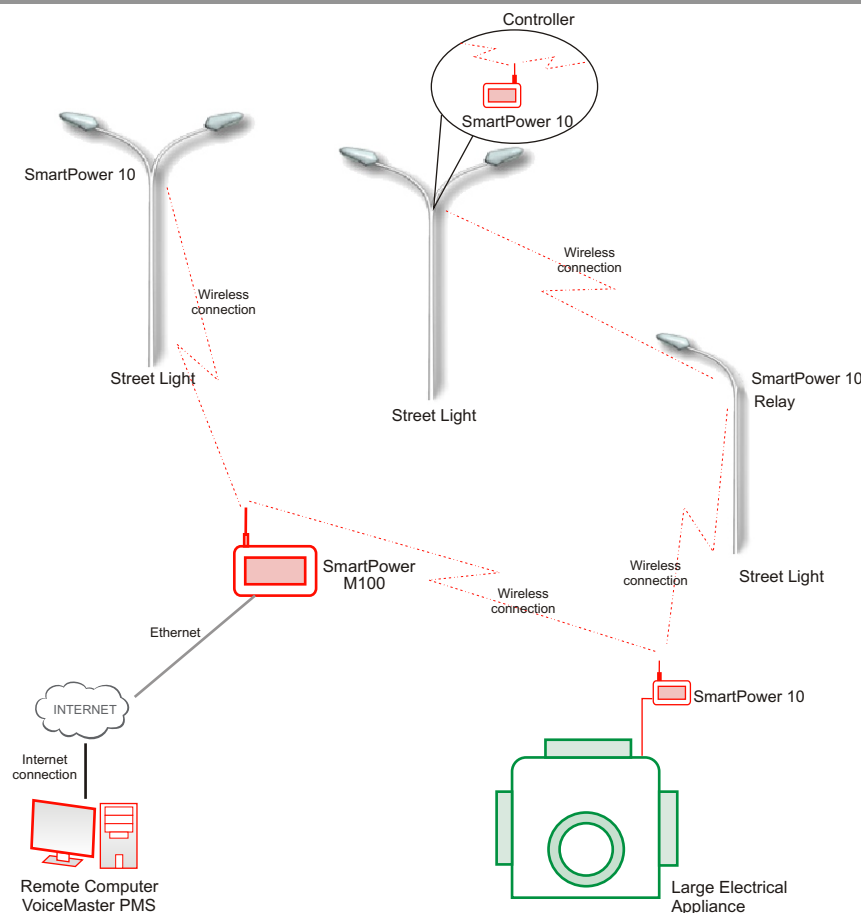 Controller
SmartPower 10
SmartPower 10
Wireless
connection
Wireless
connection
Street Light
Street Light
SmartPower 10
Relay
SmartPower
M100
Wireless
connection
Wireless
connection
Street Light
Ethernet
INTERNET
SmartPower 10
Internet
connection
Remote Computer
VoiceMaster PMS
Large Electrical
Appliance